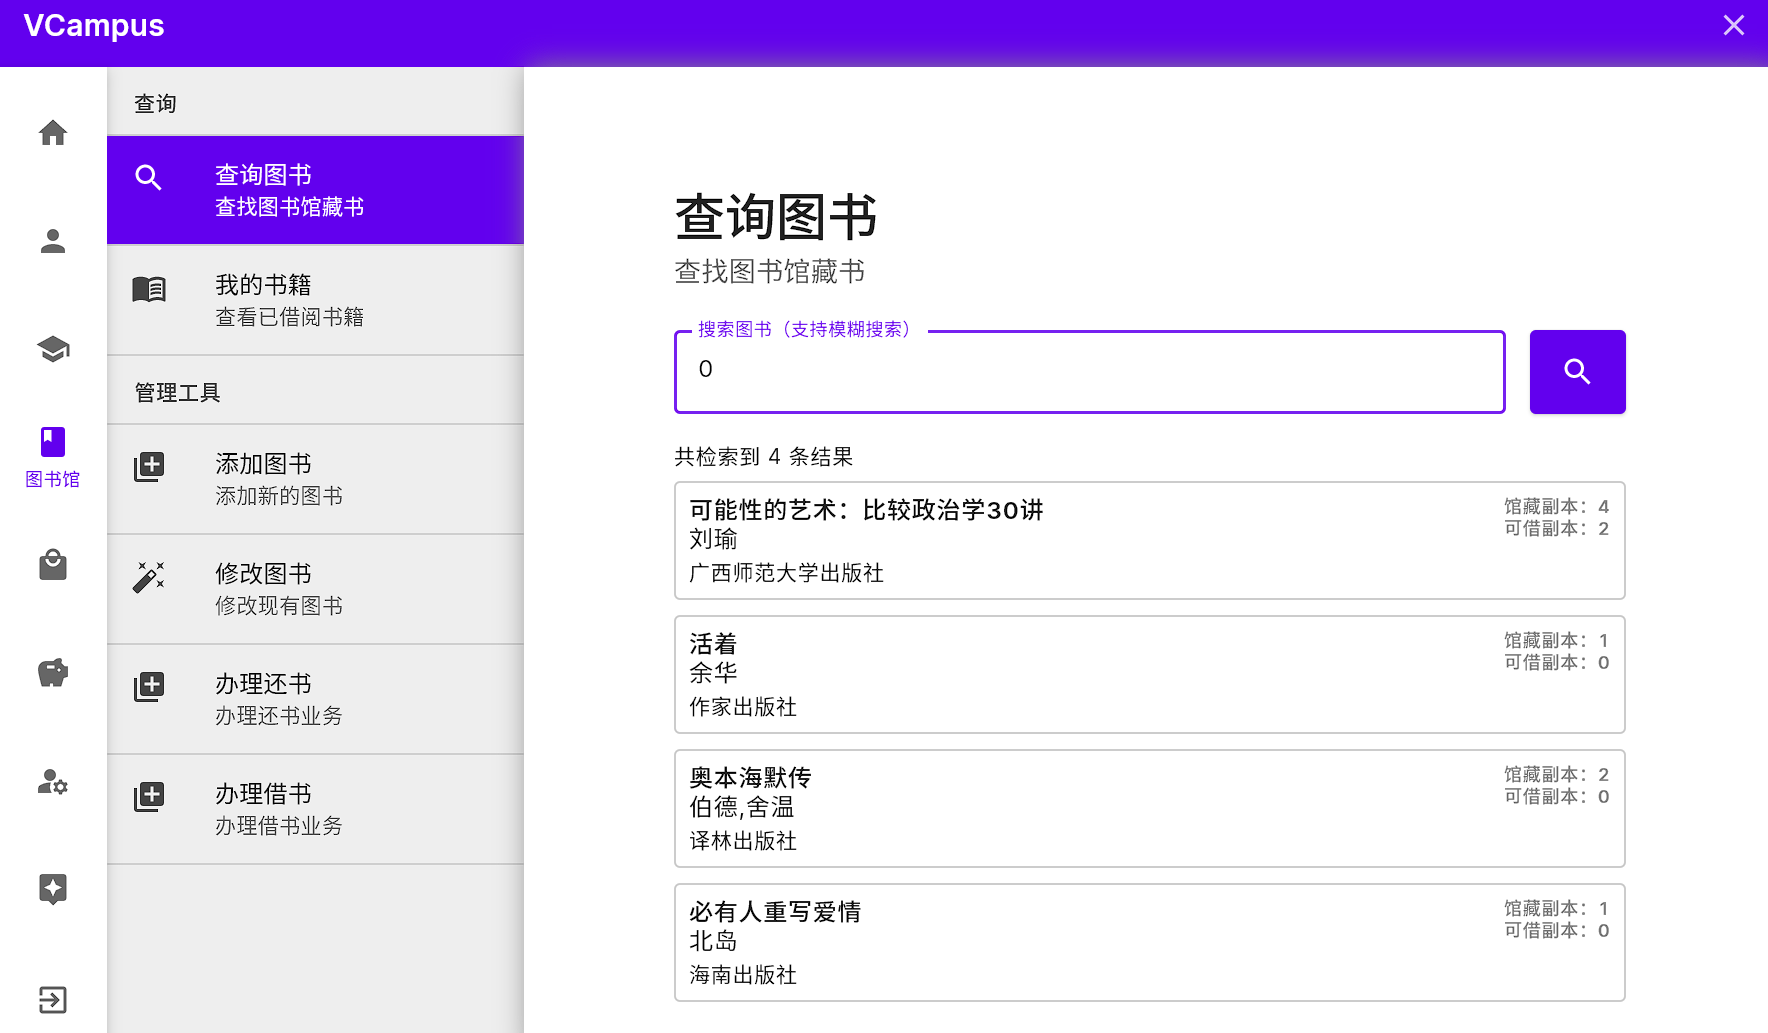 VCampus
图书馆
查询
查询图书
查找图书馆藏书
我的书籍
查看已借阅书籍
管理工具
添加图书
添加新的图书
修改图书
修改现有图书
办理还书
办理还书业务
办理借书
办理借书业务
查询图书
查找图书馆藏书
搜索图书（支持模糊搜索）
0
共检索到 4 条结果
可能性的艺术：比较政治学30讲
刘瑜
广西师范大学出版社
馆藏副本：4
可借副本：2
活着
余华
作家出版社
馆藏副本：1
可借副本：0
奥本海默传
伯德,舍温
译林出版社
馆藏副本：2
可借副本：0
必有人重写爱情
北岛
海南出版社
馆藏副本：1
可借副本：0